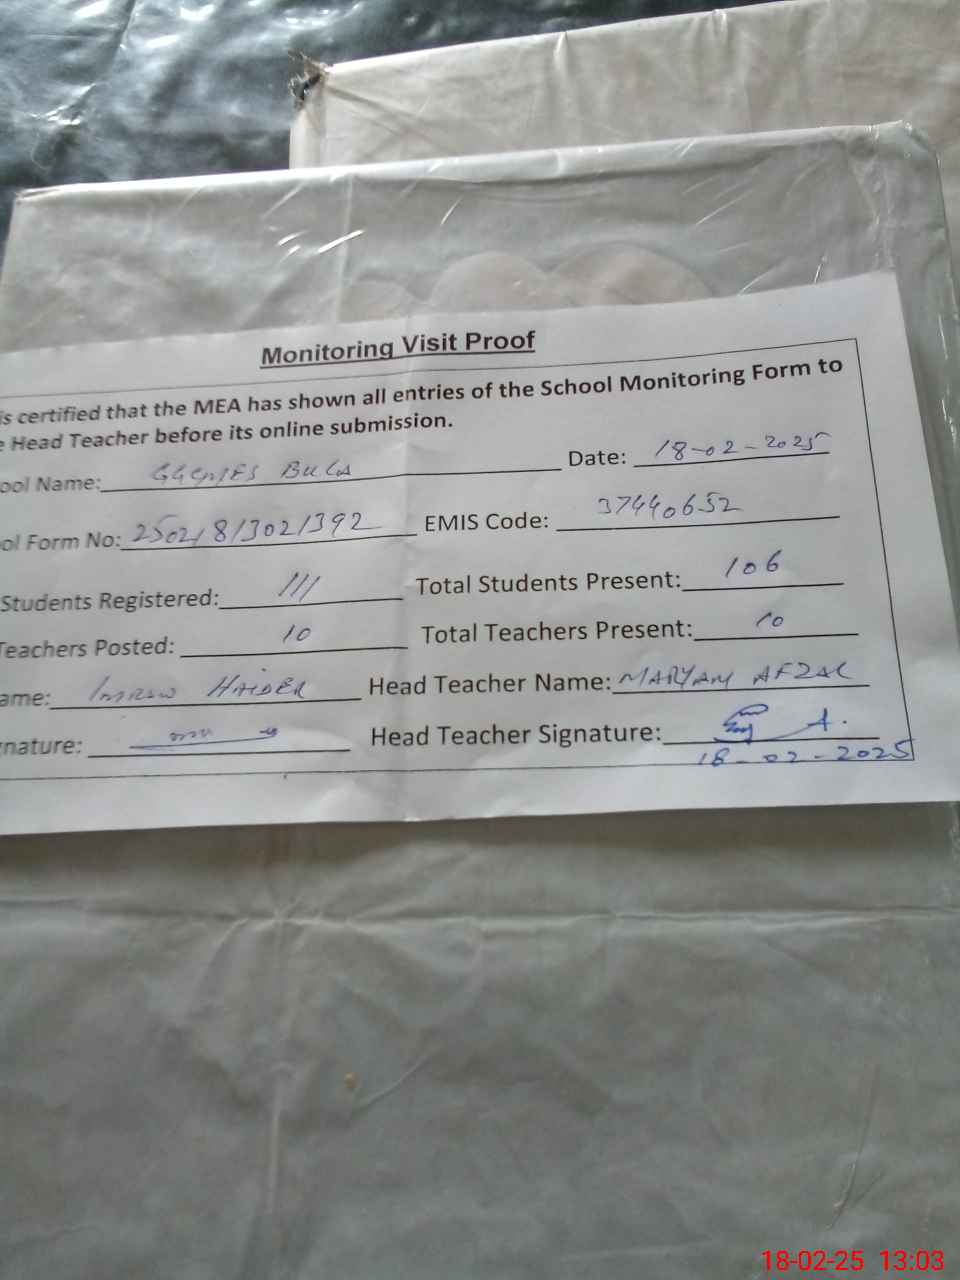 Monitoring Visit Proof
is certified that the MEA has shown all entries of the School Monitoring Form to
e Head Teacher before its online submission.
ool Name: BULA Date: 18-02-2025
ol Form No: 2502/8/302/392 EMIS Code: 37440652
Students Registered: 111 Total Students Present: 106
Teachers Posted: 10 Total Teachers Present: 10
ame: IMRAN HAIDER Head Teacher Name: MARYAM AFZAL
nature: Head Teacher Signature:
18-02-2025
18-02-25 13:03